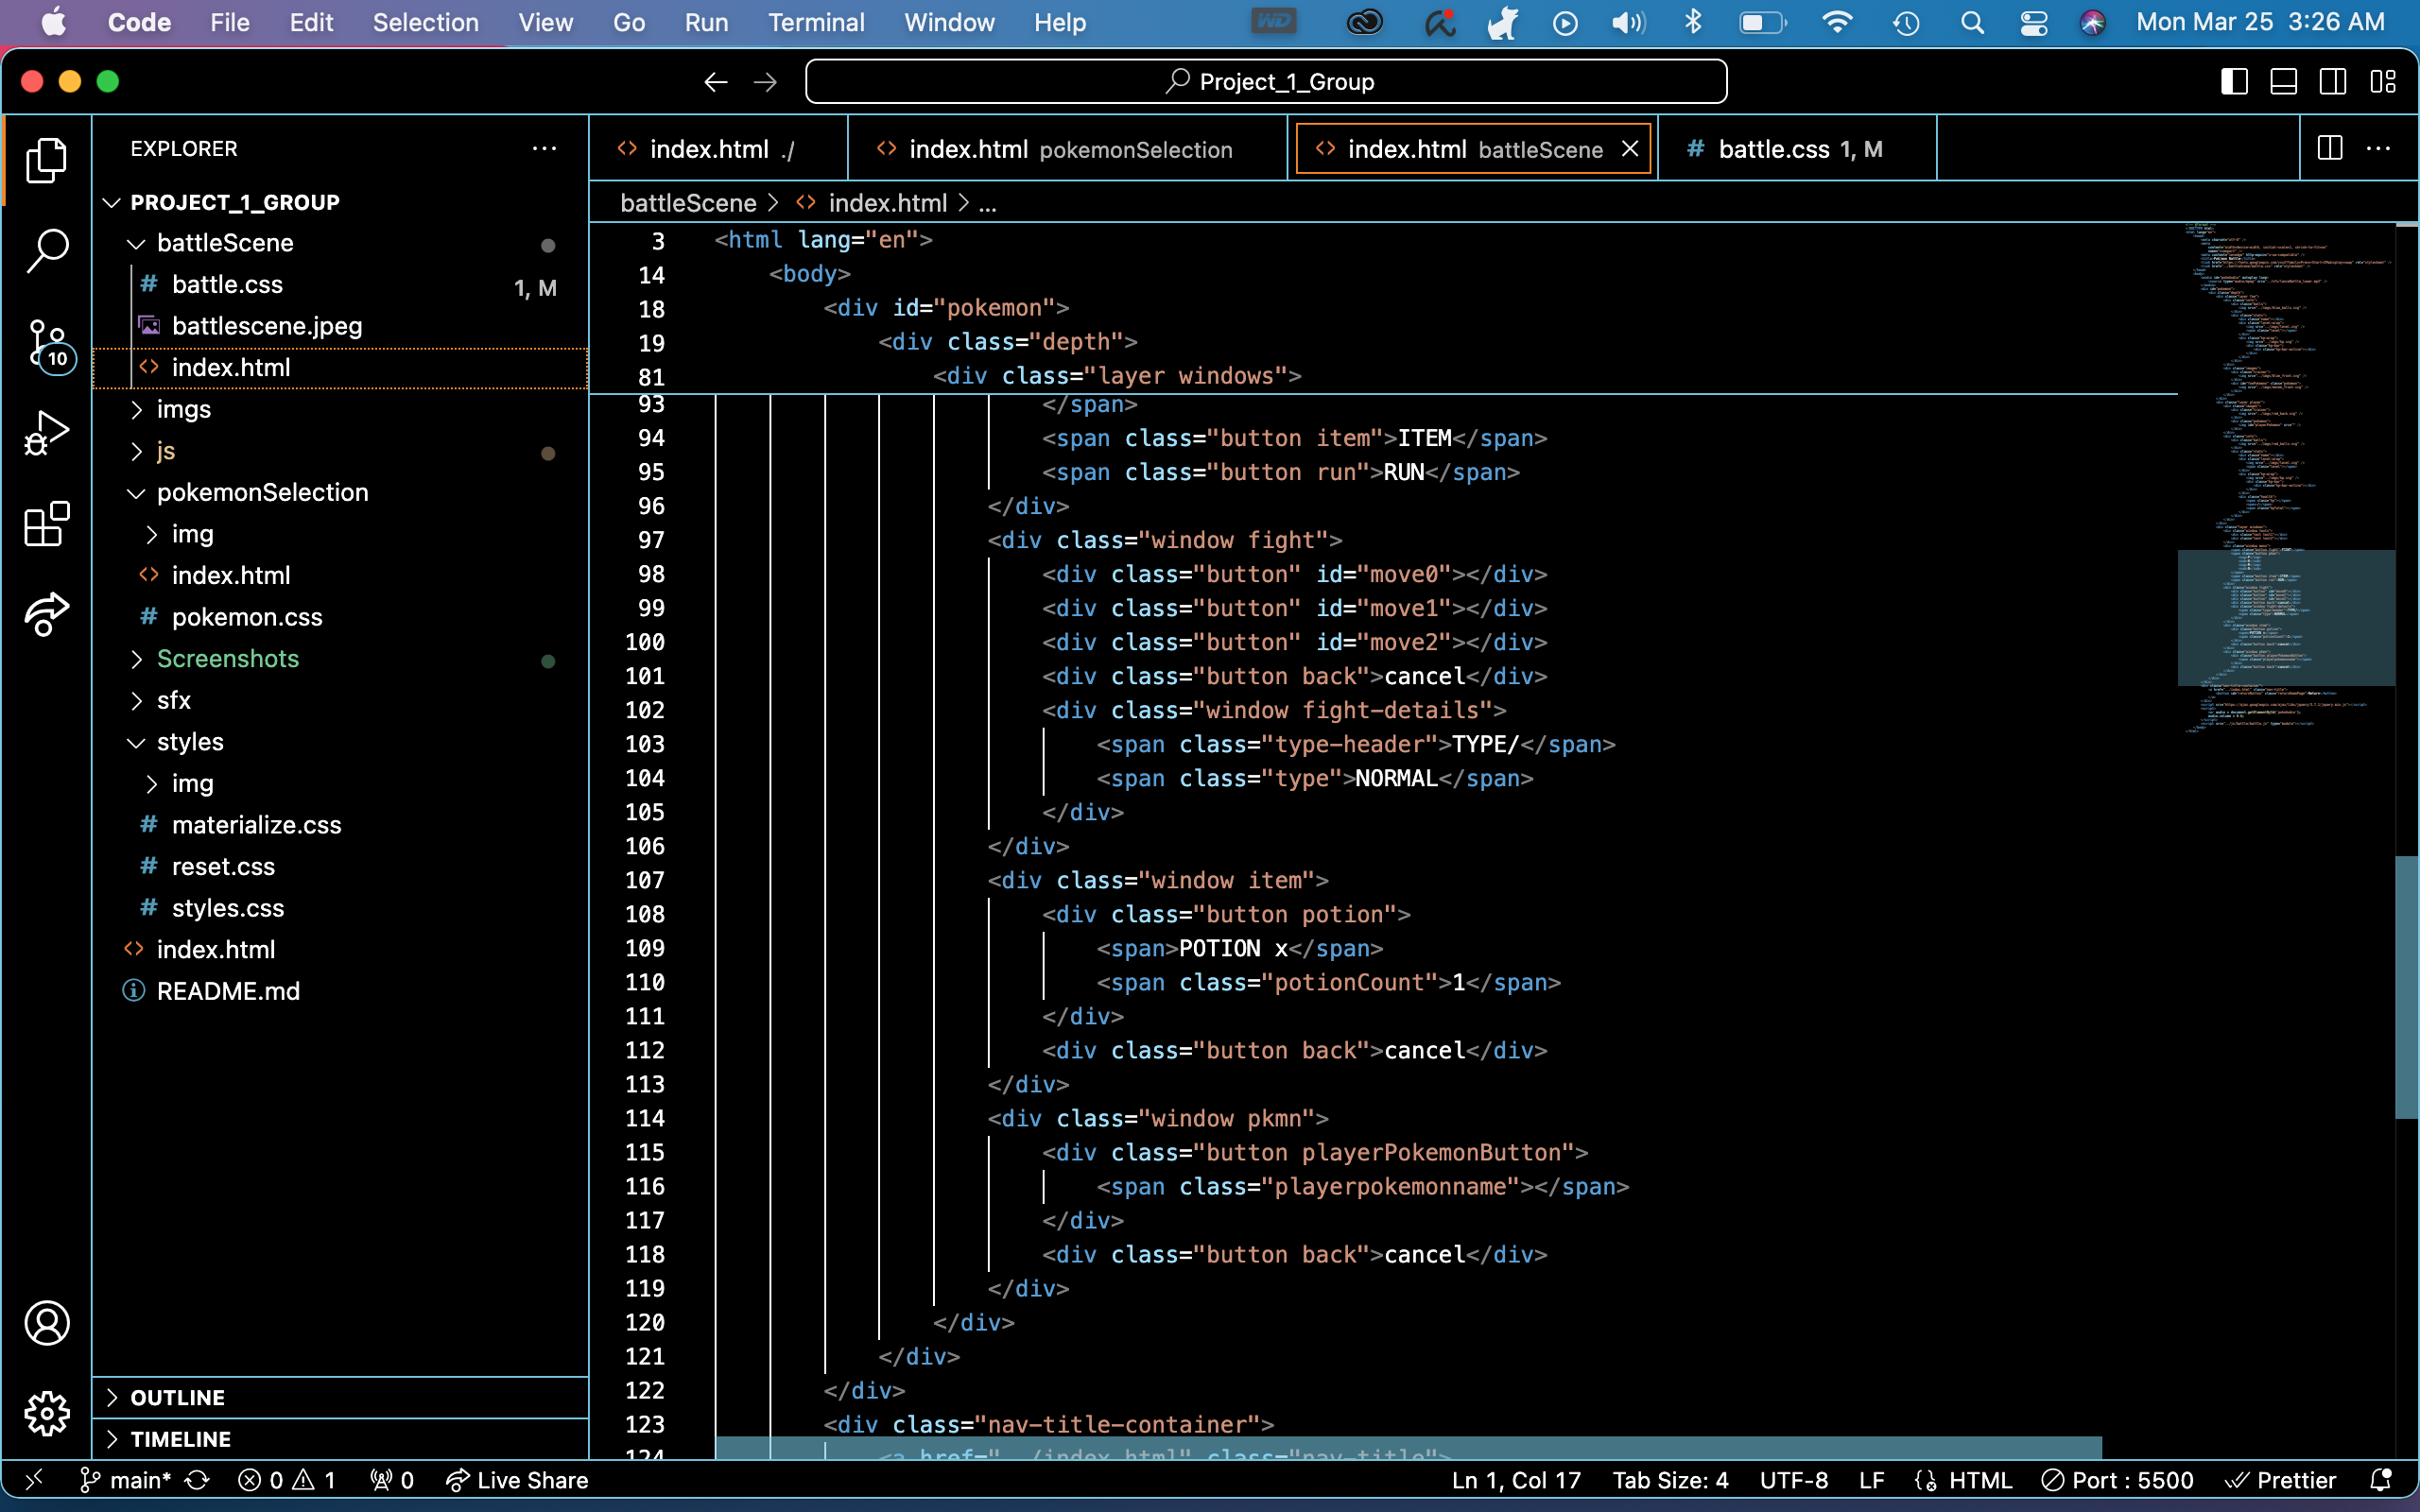 Code File Edit Selection View Go Run Terminal Window Help WD Mon Mar 25 3:26 AM
Project_1_Group
EXPLORER
PROJECT_1_GROUP
battleScene
# battle.css 1, M
battlescene.jpeg
<> index.html
imgs
js
pokemonSelection
img
<> index.html
# pokemon.css
Screenshots
sfx
styles
img
# materialize.css
# reset.css
# styles.css
<> index.html
README.md
OUTLINE
TIMELINE
10
<> index.html ./ <> index.html pokemonSelection <> index.html battleScene # battle.css 1, M
battleScene > <> index.html > ...
3 <html lang="en">
14 <body>
18 <div id="pokemon">
19 <div class="depth">
81 <div class="layer windows">
93 </span>
94 <span class="button item">ITEM</span>
95 <span class="button run">RUN</span>
96 </div>
97 <div class="window fight">
98 <div class="button" id="move0"></div>
99 <div class="button" id="move1"></div>
100 <div class="button" id="move2"></div>
101 <div class="button back">cancel</div>
102 <div class="window fight-details">
103 <span class="type-header">TYPE/</span>
104 <span class="type">NORMAL</span>
105 </div>
106 </div>
107 <div class="window item">
108 <div class="button potion">
109 <span>POTION x</span>
110 <span class="potionCount">1</span>
111 </div>
112 <div class="button back">cancel</div>
113 </div>
114 <div class="window pkmn">
115 <div class="button playerPokemonButton">
116 <span class="playerpokemonname"></span>
117 </div>
118 <div class="button back">cancel</div>
119 </div>
120 </div>
121 </div>
122 </div>
123 <div class="nav-title-container">
124 <a href="../index.html" class="nav-title">
main* 0 1 0 Live Share Ln 1, Col 17 Tab Size: 4 UTF-8 LF HTML Port : 5500 Prettier